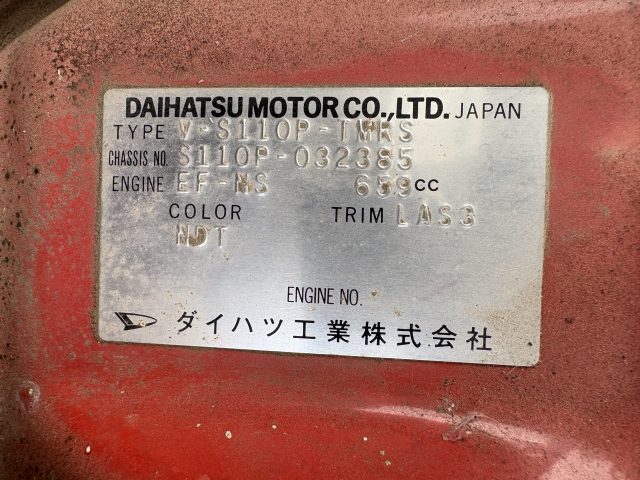 DAIHATSU MOTOR CO., LTD. JAPAN
TYPE V-S110P-TMRS
CHASSIS NO. S110P-032385
ENGINE EF-NS 659CC
COLOR TRIM LAS3
NDT
ENGINE NO.
ダイハツ工業株式会社